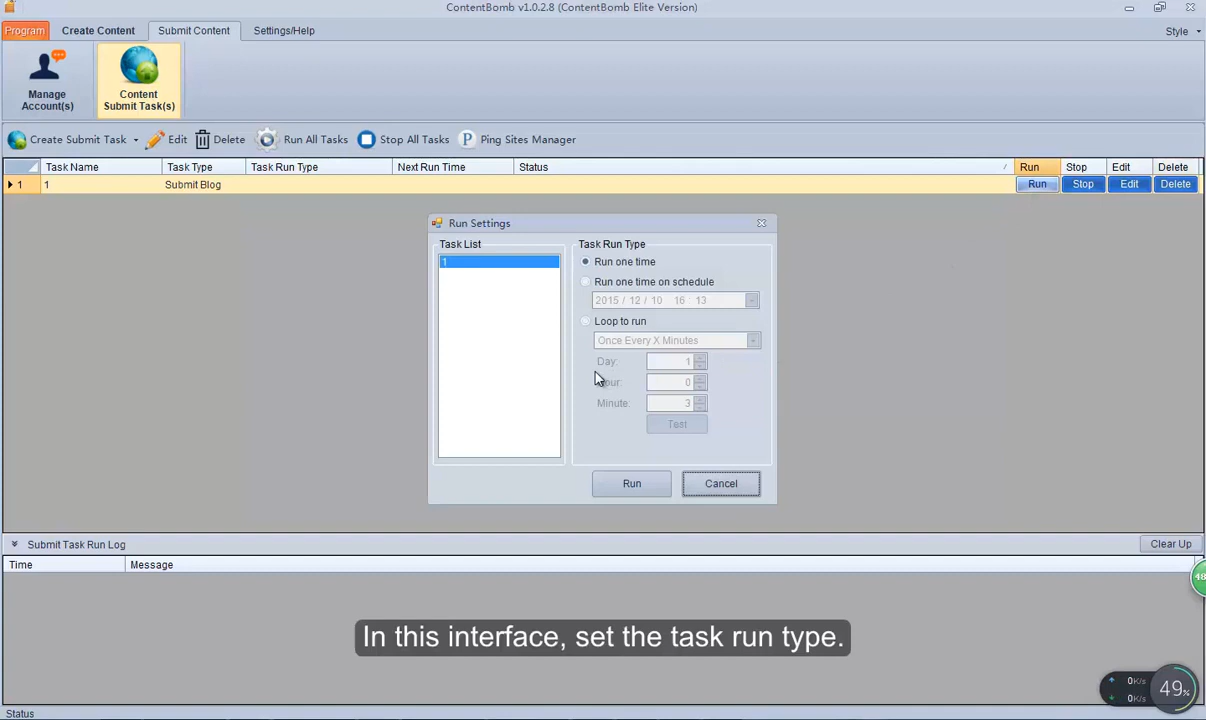 ContentBomb v1.0.2.8 (ContentBomb Elite Version)
Program Create Content Submit Content Settings/Help Style
Manage Account(s)
Content Submit Task(s)
Create Submit Task Edit Delete Run All Tasks Stop All Tasks P Ping Sites Manager
Task Name Task Type Task Run Type Next Run Time Status Run Stop Edit Delete
1 1 Submit Blog Run Stop Edit Delete
Run Settings
Task List
1
Task Run Type
Run one time
Run one time on schedule
2015 / 12 / 10 16 : 13
Loop to run
Once Every X Minutes
Day: 1
our: 0
Minute: 3
Test
Run Cancel
Submit Task Run Log Clear Up
Time Message
48
In this interface, set the task run type.
0K/s
0K/s
49%
Status